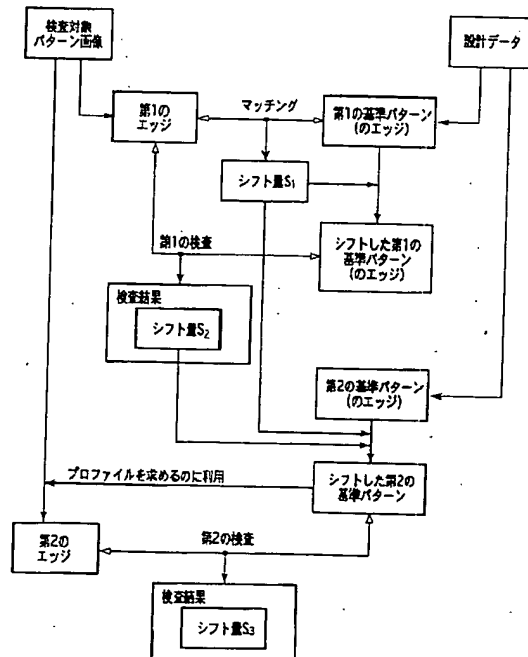 検査対象
パターン画像
設計データ
第1の
エッジ
マッチング
第1の基準パターン
(のエッジ)
シフト量S₁
第1の検査
シフトした第1の
基準パターン
(のエッジ)
検査結果
シフト量S₂
第2の基準パターン
(のエッジ)
プロファイルを求めるのに利用
シフトした第2の
基準パターン
第2の
エッジ
第2の検査
検査結果
シフト量S₃